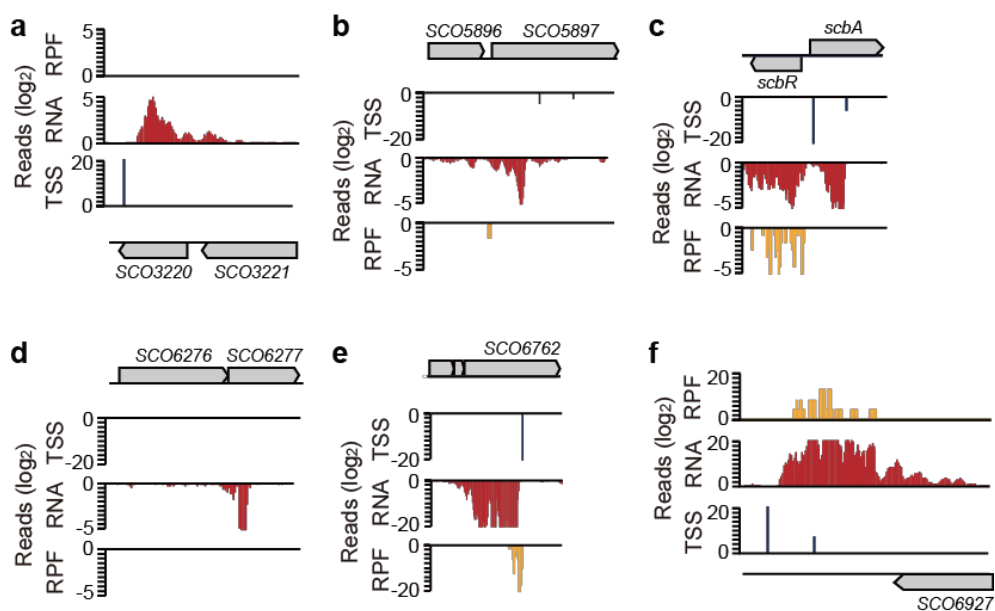 a
5
0
RPF
5
0
RNA
20
0
TSS
Reads (log2)
SCO3220 SCO3221
b
SCO5896 SCO5897
0
-20
TSS
0
-5
RNA
0
-5
RPF
Reads (log2)
c
scbA
scbR
0
-20
TSS
0
-5
RNA
0
-5
RPF
Reads (log2)
d
SCO6276 SCO6277
0
-20
TSS
0
-5
RNA
0
-5
RPF
Reads (log2)
e
SCO6762
0
-20
TSS
0
-20
RNA
0
-20
RPF
Reads (log2)
f
20
0
RPF
20
0
RNA
20
0
TSS
Reads (log2)
SCO6927